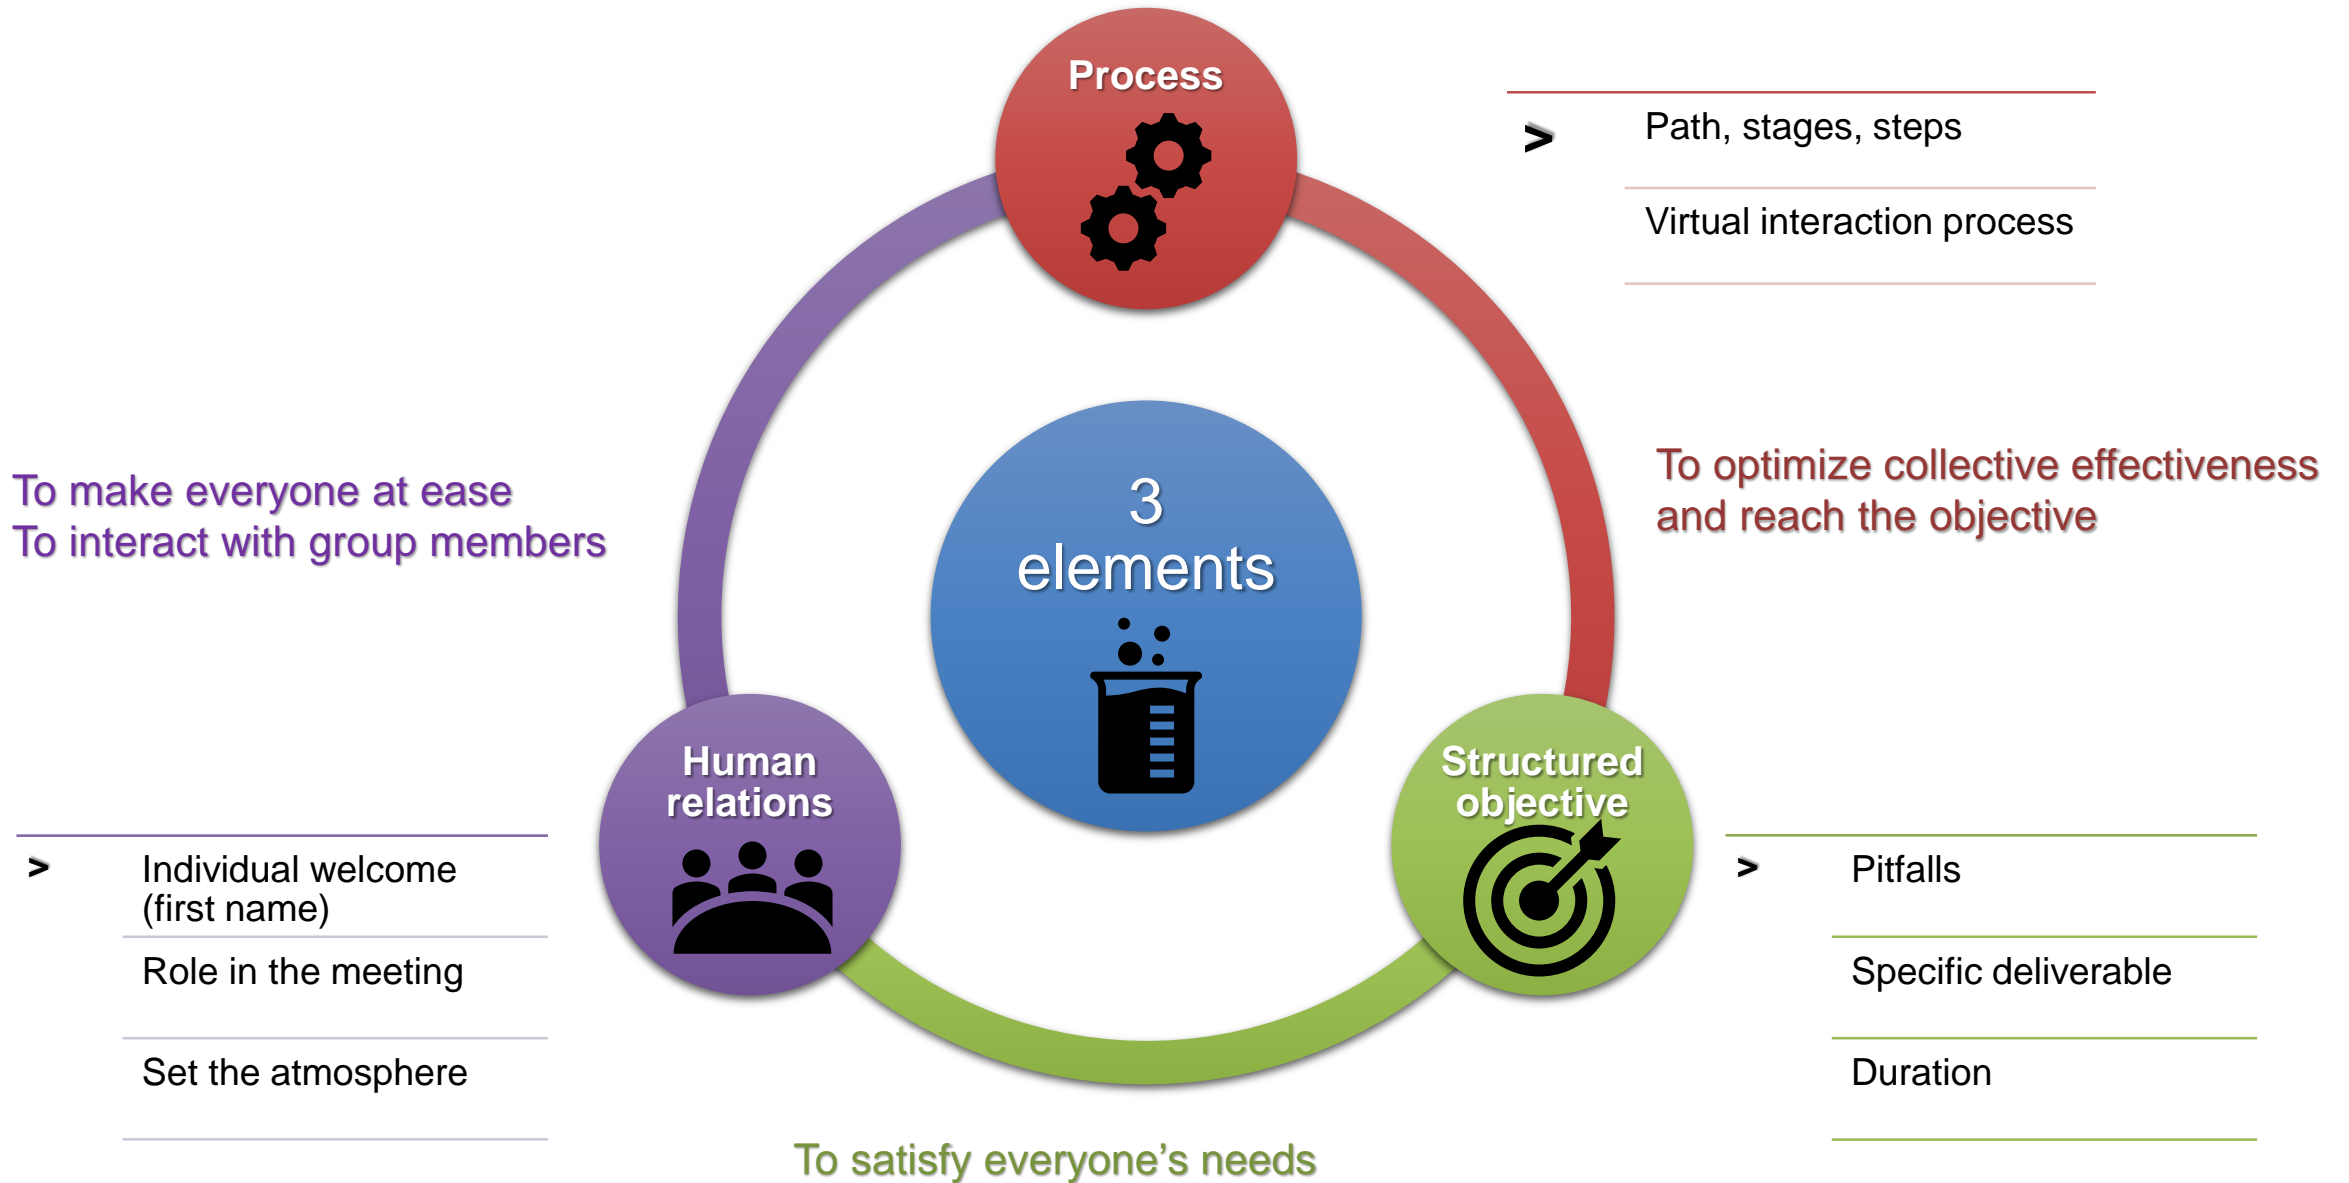 Process
>
Path, stages, steps
Virtual interaction process
To make everyone at ease
To interact with group members
3
elements
To optimize collective effectiveness
and reach the objective
Human
relations
Structured
objective
>
Individual welcome
(first name)
Role in the meeting
Set the atmosphere
>
Pitfalls
Specific deliverable
Duration
To satisfy everyone’s needs